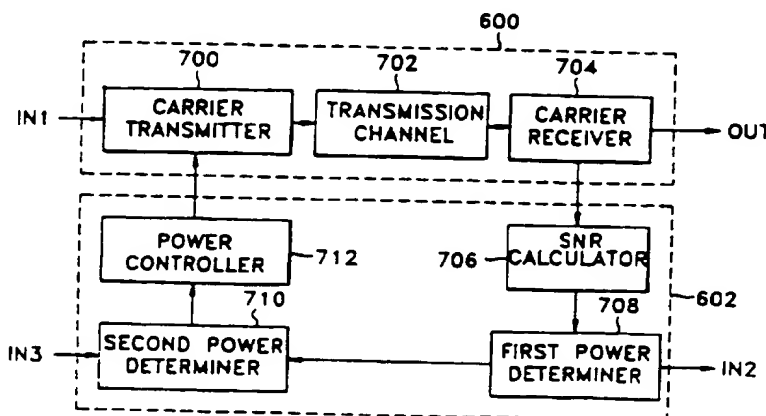 600
700
702
704
IN1
CARRIER
TRANSMITTER
TRANSMISSION
CHANNEL
CARRIER
RECEIVER
OUT
POWER
CONTROLLER
712
706
SNR
CALCULATOR
710
708
602
IN3
SECOND POWER
DETERMINER
FIRST POWER
DETERMINER
IN2